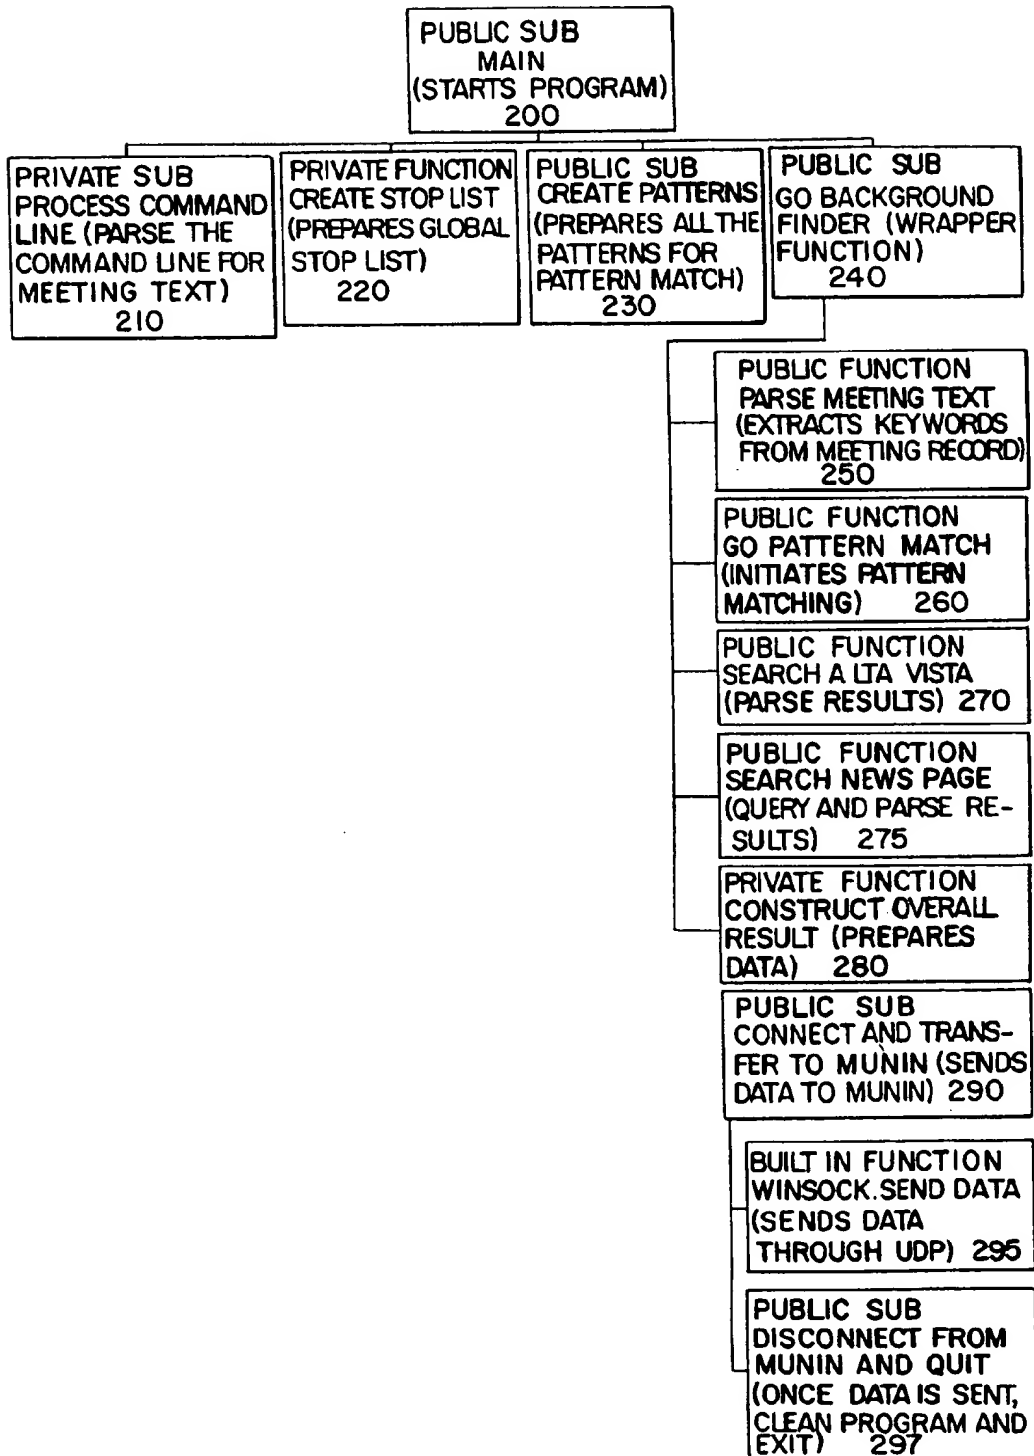 PUBLIC SUB
MAIN
(STARTS PROGRAM)
200
PRIVATE SUB
PROCESS COMMAND
LINE (PARSE THE
COMMAND LINE FOR
MEETING TEXT)
210
PRIVATE FUNCTION
CREATE STOP LIST
(PREPARES GLOBAL
STOP LIST)
220
PUBLIC SUB
CREATE PATTERNS
(PREPARES ALL THE
PATTERNS FOR
PATTERN MATCH)
230
PUBLIC SUB
GO BACKGROUND
FINDER (WRAPPER
FUNCTION)
240
PUBLIC FUNCTION
PARSE MEETING TEXT
(EXTRACTS KEYWORDS
FROM MEETING RECORD)
250
PUBLIC FUNCTION
GO PATTERN MATCH
(INITIATES PATTERN
MATCHING) 260
PUBLIC FUNCTION
SEARCH A LTA VISTA
(PARSE RESULTS) 270
PUBLIC FUNCTION
SEARCH NEWS PAGE
(QUERY AND PARSE RE-
SULTS) 275
PRIVATE FUNCTION
CONSTRUCT OVERALL
RESULT (PREPARES
DATA) 280
PUBLIC SUB
CONNECT AND TRANS-
FER TO MUNIN (SENDS
DATA TO MUNIN) 290
BUILT IN FUNCTION
WINSOCK.SEND DATA
(SENDS DATA
THROUGH UDP) 295
PUBLIC SUB
DISCONNECT FROM
MUNIN AND QUIT
(ONCE DATA IS SENT,
CLEAN PROGRAM AND
EXIT) 297